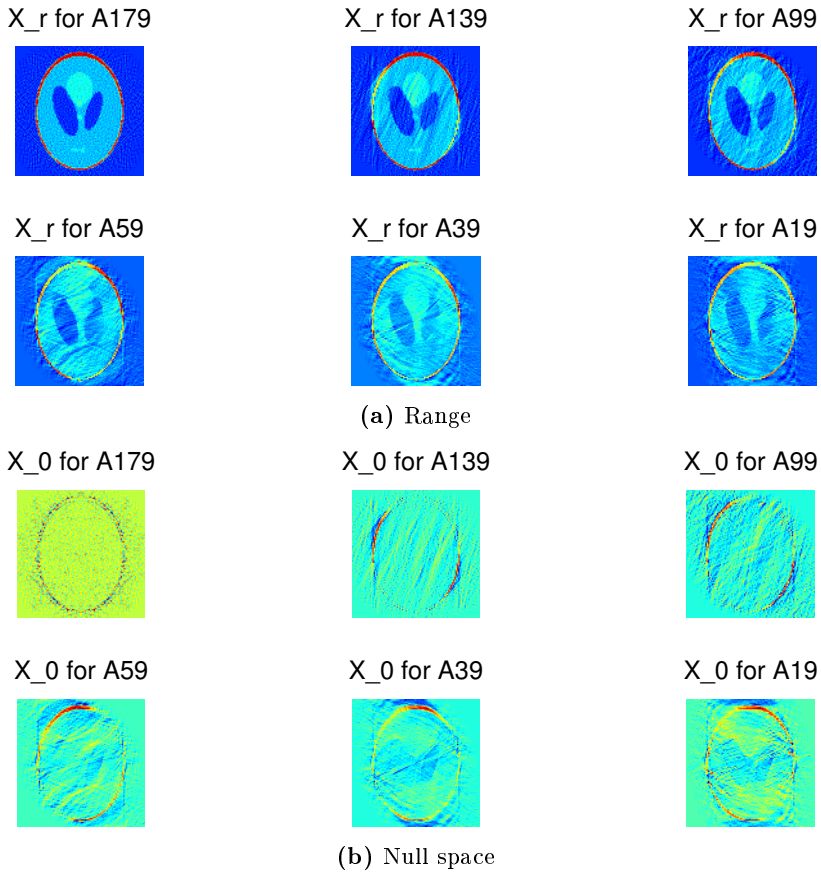 X_r for A179 X_r for A139 X_r for A99
X_r for A59 X_r for A39 X_r for A19
(a) Range
X_0 for A179 X_0 for A139 X_0 for A99
X_0 for A59 X_0 for A39 X_0 for A19
(b) Null space